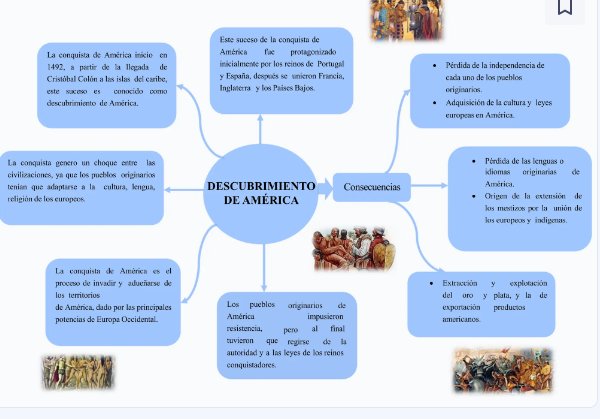 Este suceso de la conquista de
América fue protagonizado
inicialmente por los reinos de Portugal
y España, después se unieron Francia,
Inglaterra y los Países Bajos.
La conquista de América inicio en
1492, a partir de la llegada de
Cristóbal Colón a las islas del caribe,
este suceso es conocido como
descubrimiento de América.
• Pérdida de la independencia de
cada uno de los pueblos
originarios.
• Adquisición de la cultura y leyes
europeas en América.
La conquista genero un choque entre las
civilizaciones, ya que los pueblos originarios
tenían que adaptarse a la cultura, lengua,
religión de los europeos.
DESCUBRIMIENTO
DE AMÉRICA
Consecuencias
• Pérdida de las lenguas o
idiomas originarias de
América.
• Origen de la extensión de
los mestizos por la unión de
los europeos y indígenas.
La conquista de América es el
proceso de invadir y adueñarse de
los territorios
de América, dado por las principales
potencias de Europa Occidental.
Los pueblos originarios de
América impusieron
resistencia, pero al final
tuvieron que regirse de la
autoridad y a las leyes de los reinos
conquistadores.
• Extracción y explotación
del oro y plata, y la de
exportación productos
americanos.